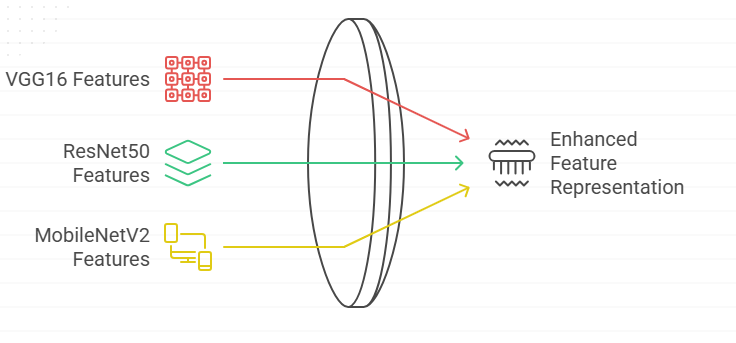 VGG16 Features
ResNet50
Features
MobileNetV2
Features
Enhanced
Feature
Representation